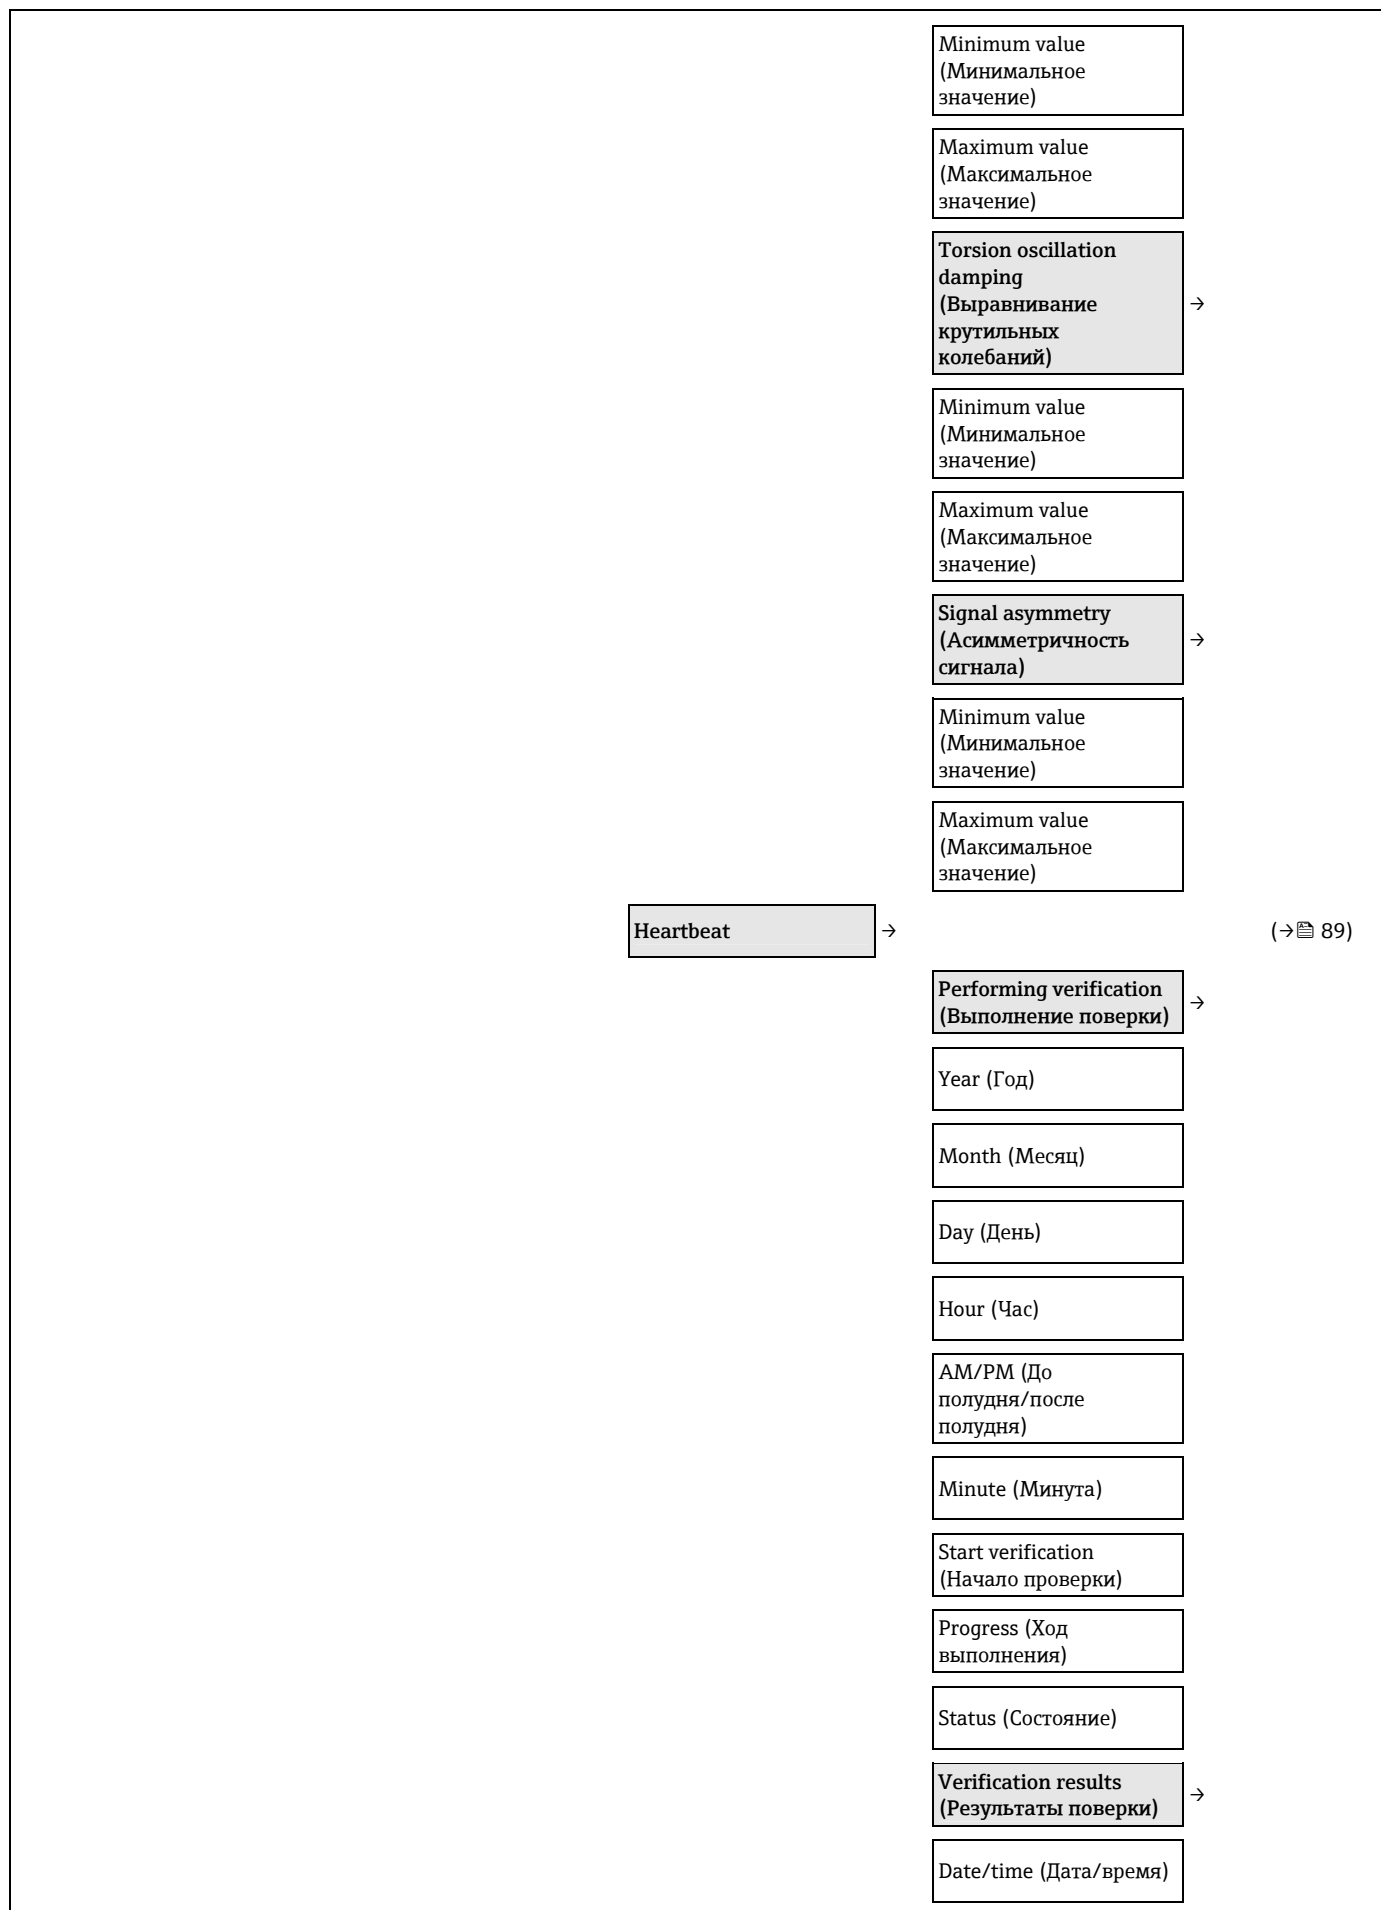 Minimum value
(Минимальное
значение)
Maximum value
(Максимальное
значение)
Torsion oscillation
damping
(Выравнивание
крутильных
колебаний)
→
Minimum value
(Минимальное
значение)
Maximum value
(Максимальное
значение)
Signal asymmetry
(Асимметричность
сигнала)
→
Minimum value
(Минимальное
значение)
Maximum value
(Максимальное
значение)
Heartbeat → (→ 89)
Performing verification
(Выполнение поверки)
→
Year (Год)
Month (Месяц)
Day (День)
Hour (Час)
AM/PM (До
полудня/после
полудня)
Minute (Минута)
Start verification
(Начало проверки)
Progress (Ход
выполнения)
Status (Состояние)
Verification results
(Результаты поверки)
→
Date/time (Дата/время)